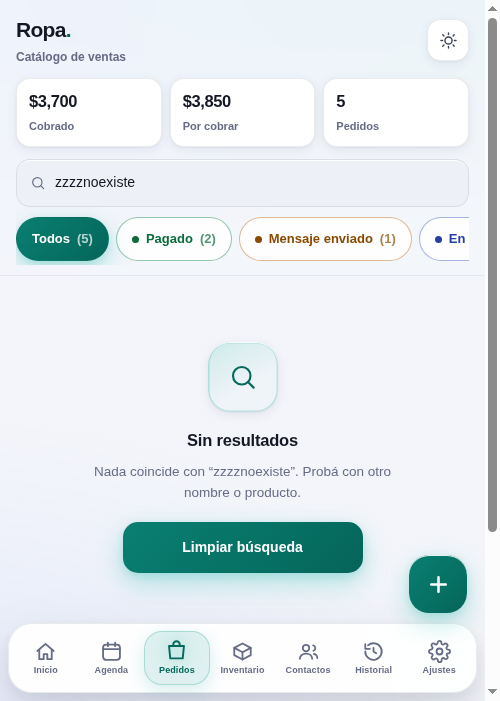 Ropa.
Catálogo de ventas
$3,700
Cobrado
$3,850
Por cobrar
5
Pedidos
zzzznoexiste
Todos (5)
Pagado (2)
Mensaje enviado (1)
En
Sin resultados
Nada coincide con “zzzznoexiste”. Probá con otro
nombre o producto.
Limpiar búsqueda
Inicio
Agenda
Pedidos
Inventario
Contactos
Historial
Ajustes